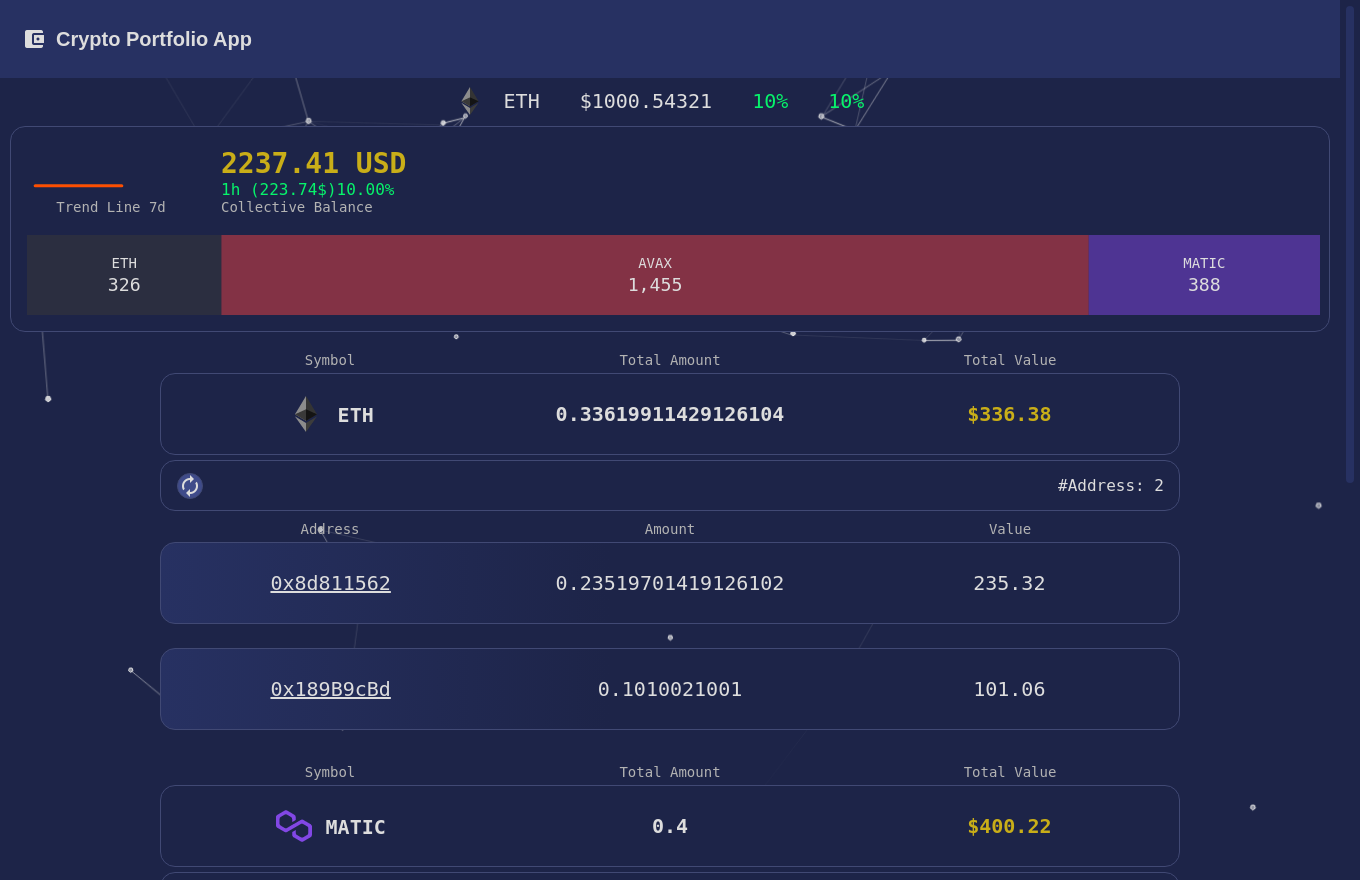 Crypto Portfolio App
ETH $1000.54321 10% 10%
2237.41 USD
1h (223.74$)10.00%
Trend Line 7d Collective Balance
ETH AVAX MATIC
326 1,455 388
Symbol Total Amount Total Value
ETH 0.33619911429126104 $336.38
#Address: 2
Address Amount Value
0x8d811562 0.23519701419126102 235.32
0x189B9cBd 0.1010021001 101.06
Symbol Total Amount Total Value
MATIC 0.4 $400.22